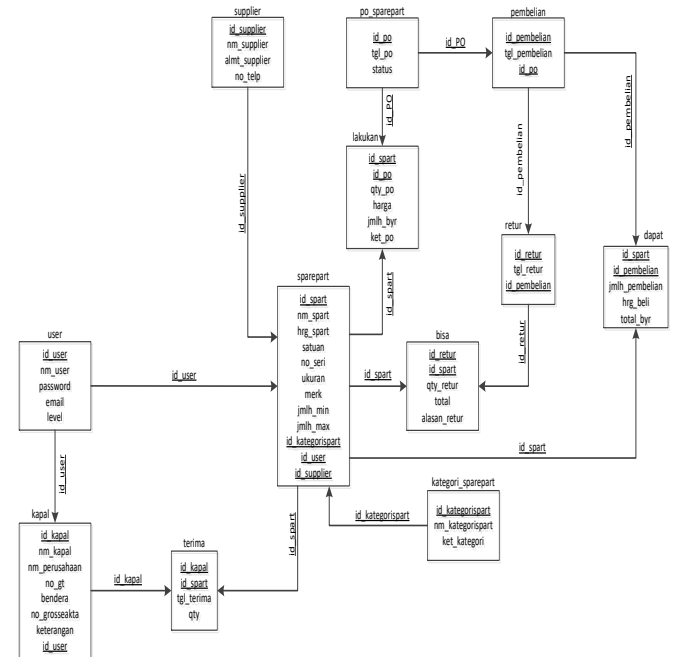 supplier
id_supplier
nm_supplier
almt_supplier
no_telp
po_sparepart
id_po
tgl_po
status
id_PO
pembelian
id_pembelian
tgl_pembelian
id_po
id_supplier
id_PO
id_pembelian
id_pembelian
lakukan
id_spart
id_po
qty_po
harga
jmlh_byr
ket_po
retur
id_retur
tgl_retur
id_pembelian
dapat
id_spart
id_pembelian
jmlh_pembelian
hrg_beli
total_byr
sparepart
id_spart
nm_spart
hrg_spart
satuan
no_seri
ukuran
merk
jmlh_min
jmlh_max
id_kategorispart
id_user
id_supplier
id_spart
id_retur
user
id_user
nm_user
password
email
level
id_user
id_spart
bisa
id_retur
id_spart
qty_retur
total
alasan_retur
id_spart
id_user
id_spart
kategori_sparepart
id_kategorispart
nm_kategorispart
ket_kategori
id_kategorispart
kapal
id_kapal
nm_kapal
nm_perusahaan
no_gt
bendera
no_grosseakta
keterangan
id_user
id_kapal
terima
id_kapal
id_spart
tgl_terima
qty